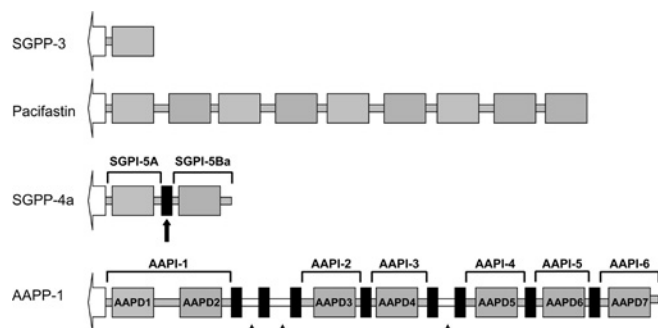 SGPP-3
Pacifastin
SGPI-5A SGPI-5Ba
SGPP-4a
AAPI-1 AAPI-2 AAPI-3 AAPI-4 AAPI-5 AAPI-6
AAPP-1 AAPD1 AAPD2 AAPD3 AAPD4 AAPD5 AAPD6 AAPD7